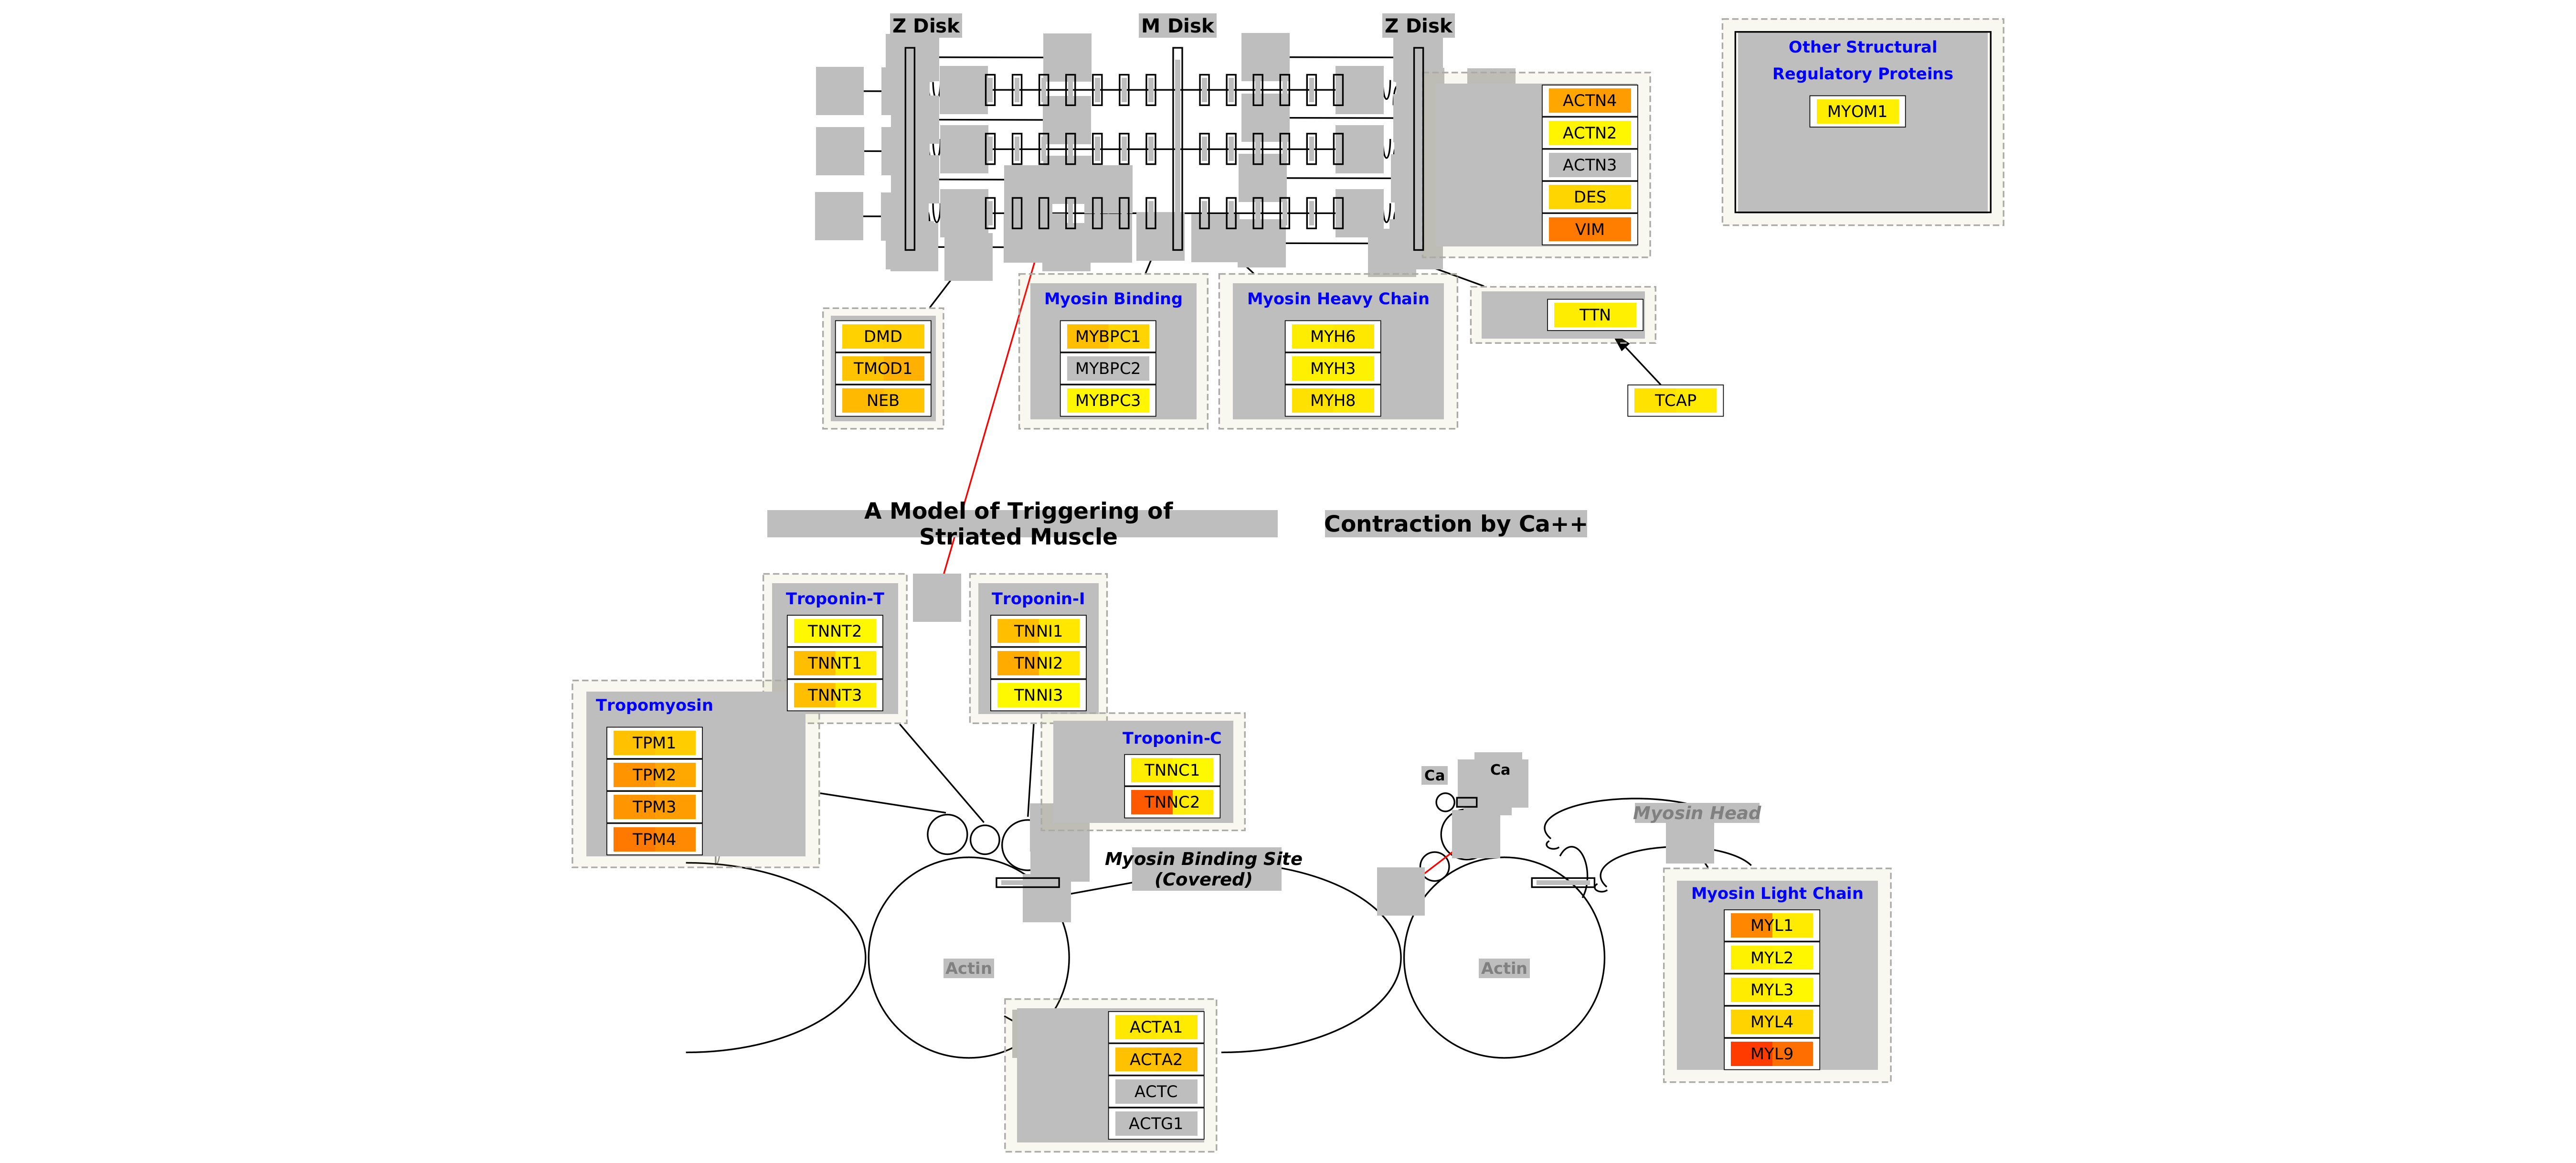 Z Disk
M Disk
Z Disk
Other Structural
Regulatory Proteins
MYOM1
ACTN4
ACTN2
ACTN3
DES
VIM
DMD
TMOD1
NEB
Myosin Binding
MYBPC1
MYBPC2
MYBPC3
Myosin Heavy Chain
MYH6
MYH3
MYH8
TTN
TCAP
A Model of Triggering of
Striated Muscle
Contraction by Ca++
Troponin-T
TNNT2
TNNT1
TNNT3
Troponin-I
TNNI1
TNNI2
TNNI3
Tropomyosin
TPM1
TPM2
TPM3
TPM4
Troponin-C
TNNC1
TNNC2
Ca
Ca
Myosin Head
Myosin Binding Site
(Covered)
Myosin Light Chain
MYL1
MYL2
MYL3
MYL4
MYL9
Actin
Actin
ACTA1
ACTA2
ACTC
ACTG1